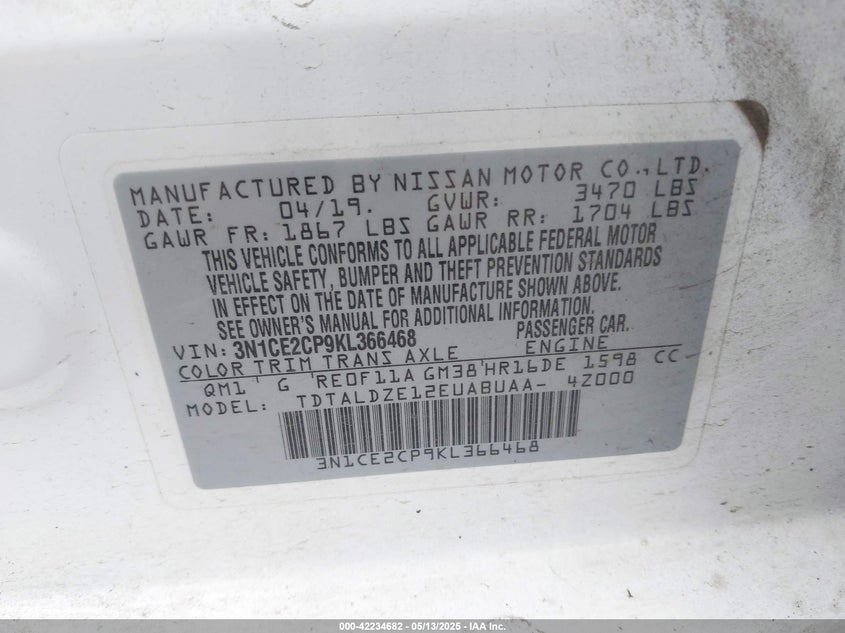 MANUFACTURED BY NISSAN MOTOR CO.,LTD.
DATE: 04/19. GVWR: 3470 LBS
GAWR FR: 1867 LBS GAWR RR: 1704 LBS
THIS VEHICLE CONFORMS TO ALL APPLICABLE FEDERAL MOTOR
VEHICLE SAFETY, BUMPER AND THEFT PREVENTION STANDARDS
IN EFFECT ON THE DATE OF MANUFACTURE SHOWN ABOVE.
SEE OWNER'S MANUAL FOR ADDITIONAL INFORMATION.
VIN: 3N1CE2CP9KL366468 PASSENGER CAR.
COLOR TRIM TRANS AXLE ENGINE
QM1 G RE0F11A GM38 HR16DE 1598 CC
MODEL: TDTALDZE12EUABUAA- 4Z000
3N1CE2CP9KL366468
000-42234682 - 05/13/2025 - IAA Inc.